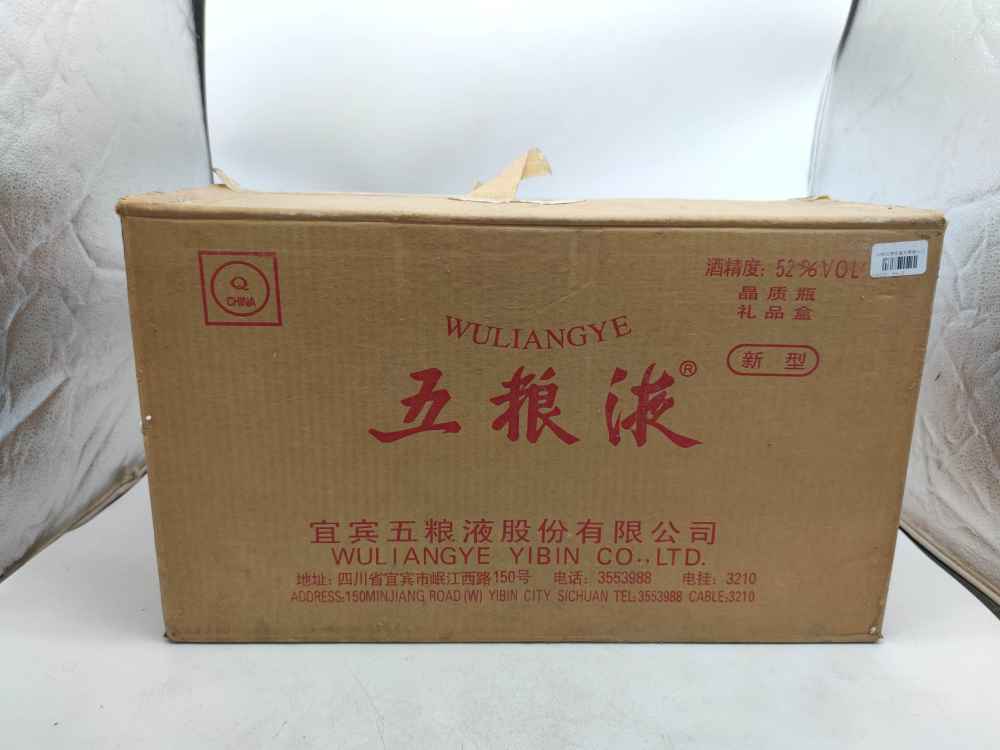 Q
CHINA
酒精度: 52%VOL
晶质瓶
礼品盒
新型
WULIANGYE
五粮液®
宜宾五粮液股份有限公司
WULIANGYE YIBIN CO.,LTD.
地址: 四川省宜宾市岷江西路150号 电话: 3553988 电挂: 3210
ADDRESS:150MINJIANG ROAD(W) YIBIN CITY SICHUAN TEL:3553988 CABLE:3210